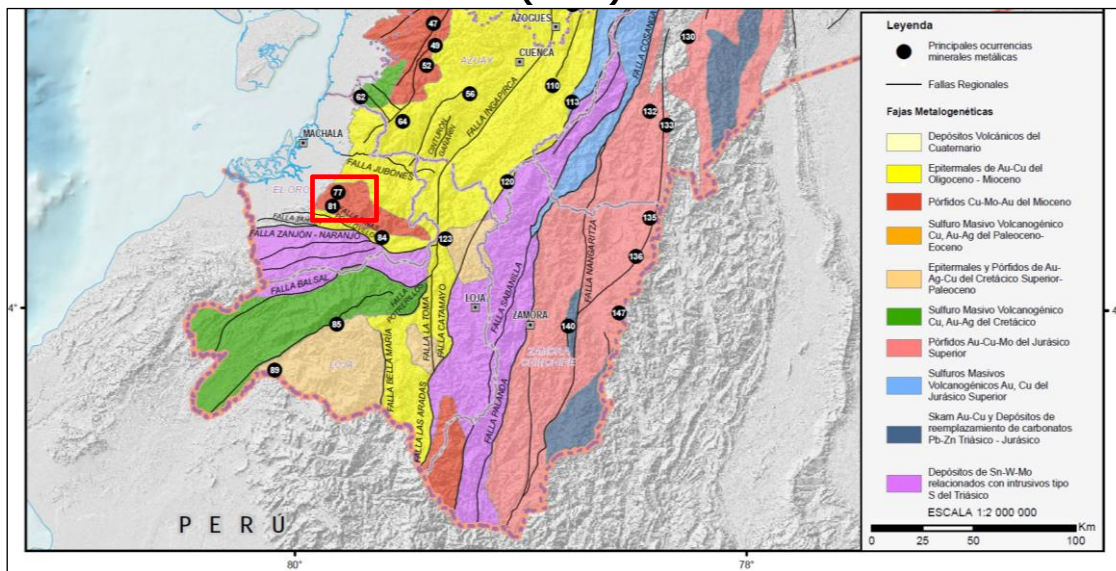 47
49
52
62
64
56
AZOGUES
CUENCA
AZUAY
110
113
130
132
133
FALLA COSANGA
FALLA INGAPIRCA
CINTURÓN
MACHALA
FALLA JUBONES
EL ORO
77
81
120
84
FALLA ZANJÓN - NARANJO
123
135
136
FALLA BALSAL
FALLA NANGARITZA
FALLA SABANILLA
LOJA
ZAMORA
140
147
4°
85
FALLA LA TOMA
FALLA CATAMAYO
89
FALLA BELLA MARÍA
FALLA LAS ARADAS
FALLA PALANDA
PERÚ
80°
78°
Leyenda
Principales ocurrencias
minerales metálicas
Fallas Regionales
Fajas Metalogenéticas
Depósitos Volcánicos del
Cuaternario
Epitermales de Au-Cu del
Oligoceno - Mioceno
Pórfidos Cu-Mo-Au del Mioceno
Sulfuro Masivo Volcanogénico
Cu, Au-Ag del Paleoceno-
Eoceno
Epitermales y Pórfidos de Au-
Ag-Cu del Cretácico Superior-
Paleoceno
Sulfuro Masivo Volcanogénico
Cu, Au-Ag del Cretácico
Pórfidos Au-Cu-Mo del Jurásico
Superior
Sulfuros Masivos
Volcanogénicos Au, Cu del
Jurásico Superior
Skarn Au-Cu y Depósitos de
reemplazamiento de carbonatos
Pb-Zn Triásico - Jurásico
Depósitos de Sn-W-Mo
relacionados con intrusivos tipo
S del Triásico
ESCALA 1:2 000 000
Km
0 25 50 100